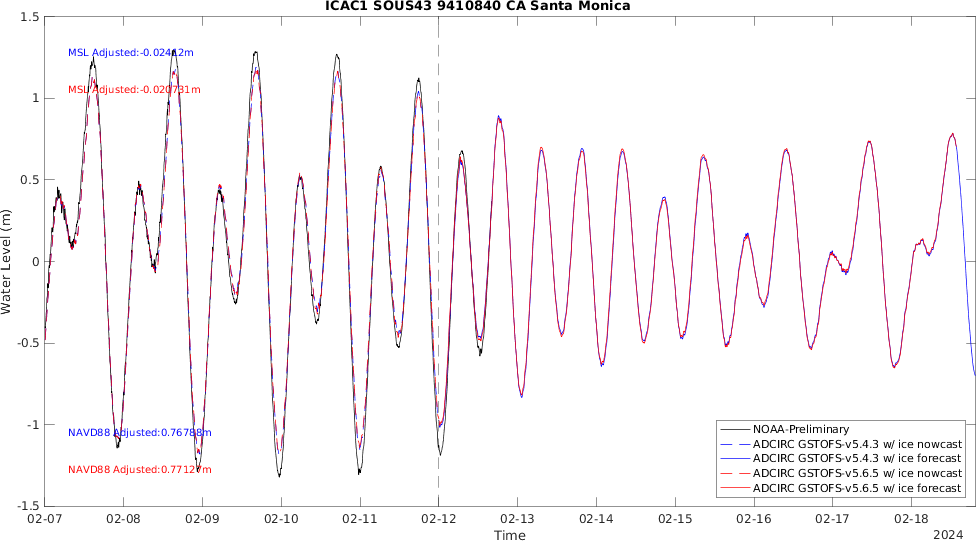 ICAC1 SOUS43 9410840 CA Santa Monica
1.5
1
0.5
0
-0.5
-1
-1.5
Water Level (m)
MSL Adjusted:-0.02412m
MSL Adjusted:-0.020731m
NAVD88 Adjusted:0.76788m
NAVD88 Adjusted:0.77127m
NOAA-Preliminary
ADCIRC GSTOFS-v5.4.3 w/ ice nowcast
ADCIRC GSTOFS-v5.4.3 w/ ice forecast
ADCIRC GSTOFS-v5.6.5 w/ ice nowcast
ADCIRC GSTOFS-v5.6.5 w/ ice forecast
02-07 02-08 02-09 02-10 02-11 02-12 02-13 02-14 02-15 02-16 02-17 02-18
Time
2024